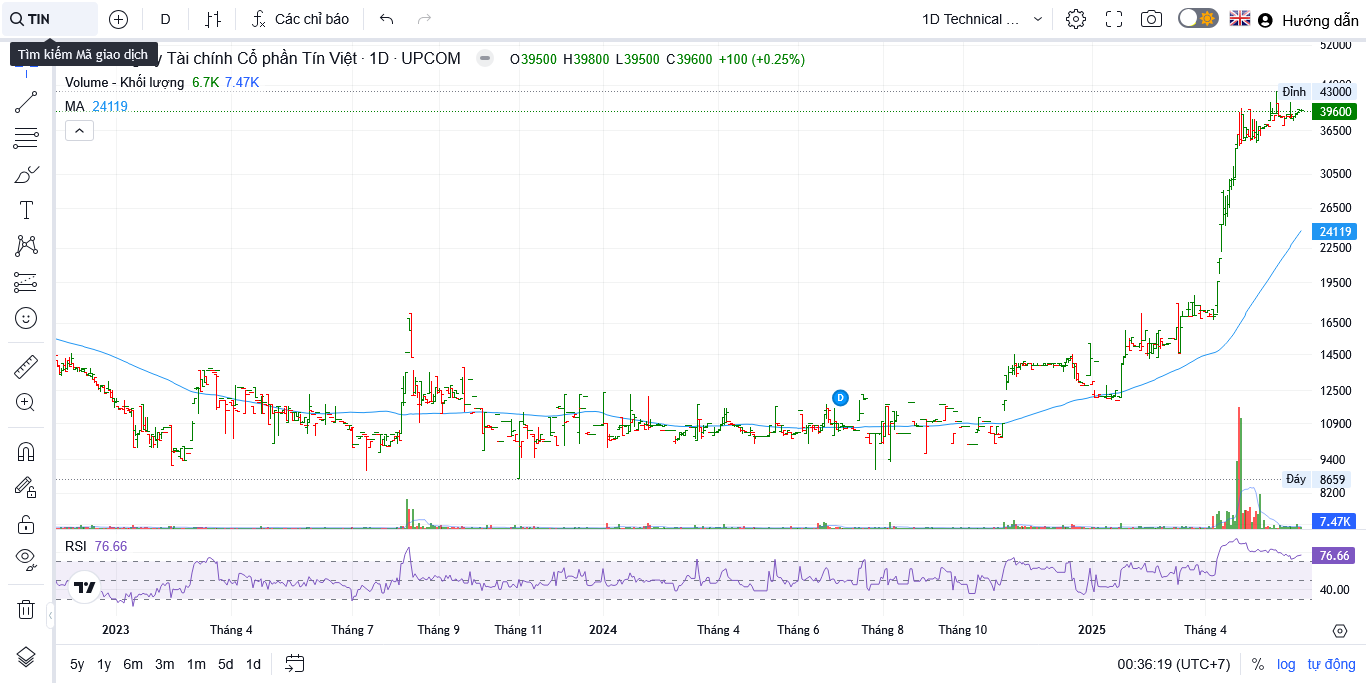 TIN D Các chỉ báo 1D Technical ... Hướng dẫn
Tìm kiếm Mã giao dịch
y Tài chính Cổ phần Tín Việt · 1D · UPCOM O39500 H39800 L39500 C39600 +100 (+0.25%)
Volume - Khối lượng 6.7K 7.47K
MA 24119
52000
44000
Đỉnh 43000
39600
36500
30500
26500
24119
22500
19500
16500
14500
12500
D
10900
9400
Đáy 8659
8200
7.47K
RSI 76.66
76.66
40.00
2023 Tháng 4 Tháng 7 Tháng 9 Tháng 11 2024 Tháng 4 Tháng 6 Tháng 8 Tháng 10 2025 Tháng 4
5y 1y 6m 3m 1m 5d 1d 00:36:19 (UTC+7) % log tự động